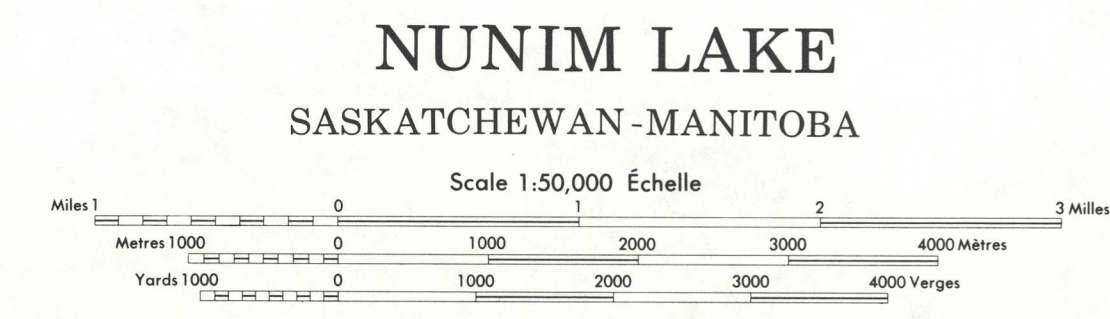 NUNIM LAKE
SASKATCHEWAN-MANITOBA
Scale 1:50,000 Échelle
Miles 1 0 1 2 3 Milles
Metres 1000 0 1000 2000 3000 4000 Mètres
Yards 1000 0 1000 2000 3000 4000 Verges